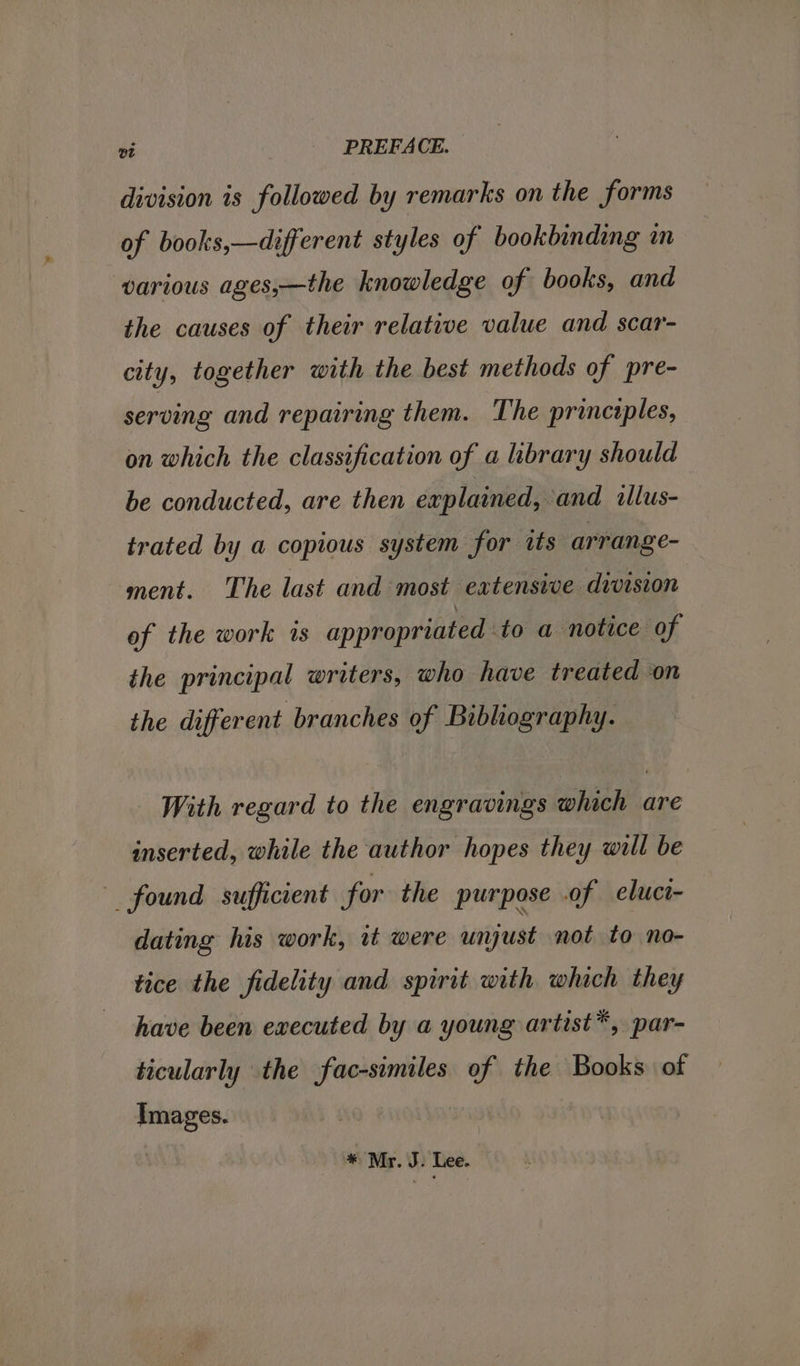 vi PREFACE.
division is followed by remarks on the forms
of books,—different styles of bookbinding in
various ages,—the knowledge of books, and
the causes of their relative value and scar-
city, together with the best methods of pre-
serving and repairing them. The principles,
on which the classification of a library should
be conducted, are then explained, and illus-
trated by a copious system for its arrange-
ment. The last and most extensive division
of the work is appropriated to a notice of
the principal writers, who have treated on
the different branches of Bibliography.
With regard to the engravings which are
inserted, while the author hopes they will be
found sufficient for the purpose of eluci-
dating his work, it were unjust not to no-
tice the fidelity and spirit with which they
have been executed by a young artist*, par-
ticularly the fac-similes of the Books of
Images.
* Mr. J. Lee.